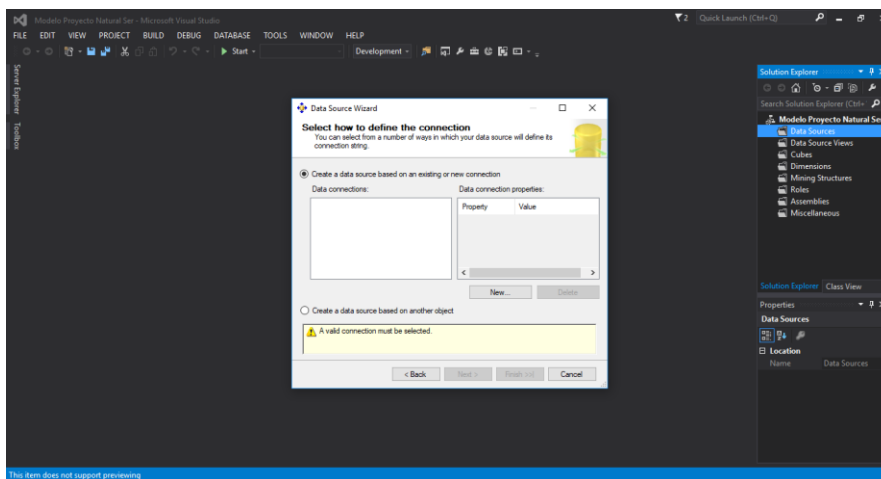 Modelo Proyecto Natural Ser - Microsoft Visual Studio
2 Quick Launch (Ctrl+Q)
FILE EDIT VIEW PROJECT BUILD DEBUG DATABASE TOOLS WINDOW HELP
Start
Development
Server Explorer
Toolbox
Data Source Wizard
Select how to define the connection
You can select from a number of ways in which your data source will define its
connection string.
Create a data source based on an existing or new connection
Data connections:
Data connection properties:
Property Value
New...
Delete
Create a data source based on another object
A valid connection must be selected.
< Back
Next >
Finish >>|
Cancel
Solution Explorer
Search Solution Explorer (Ctrl+
Modelo Proyecto Natural Se
Data Sources
Data Source Views
Cubes
Dimensions
Mining Structures
Roles
Assemblies
Miscellaneous
Solution Explorer Class View
Properties
Data Sources
Location
Name Data Sources
This item does not support previewing